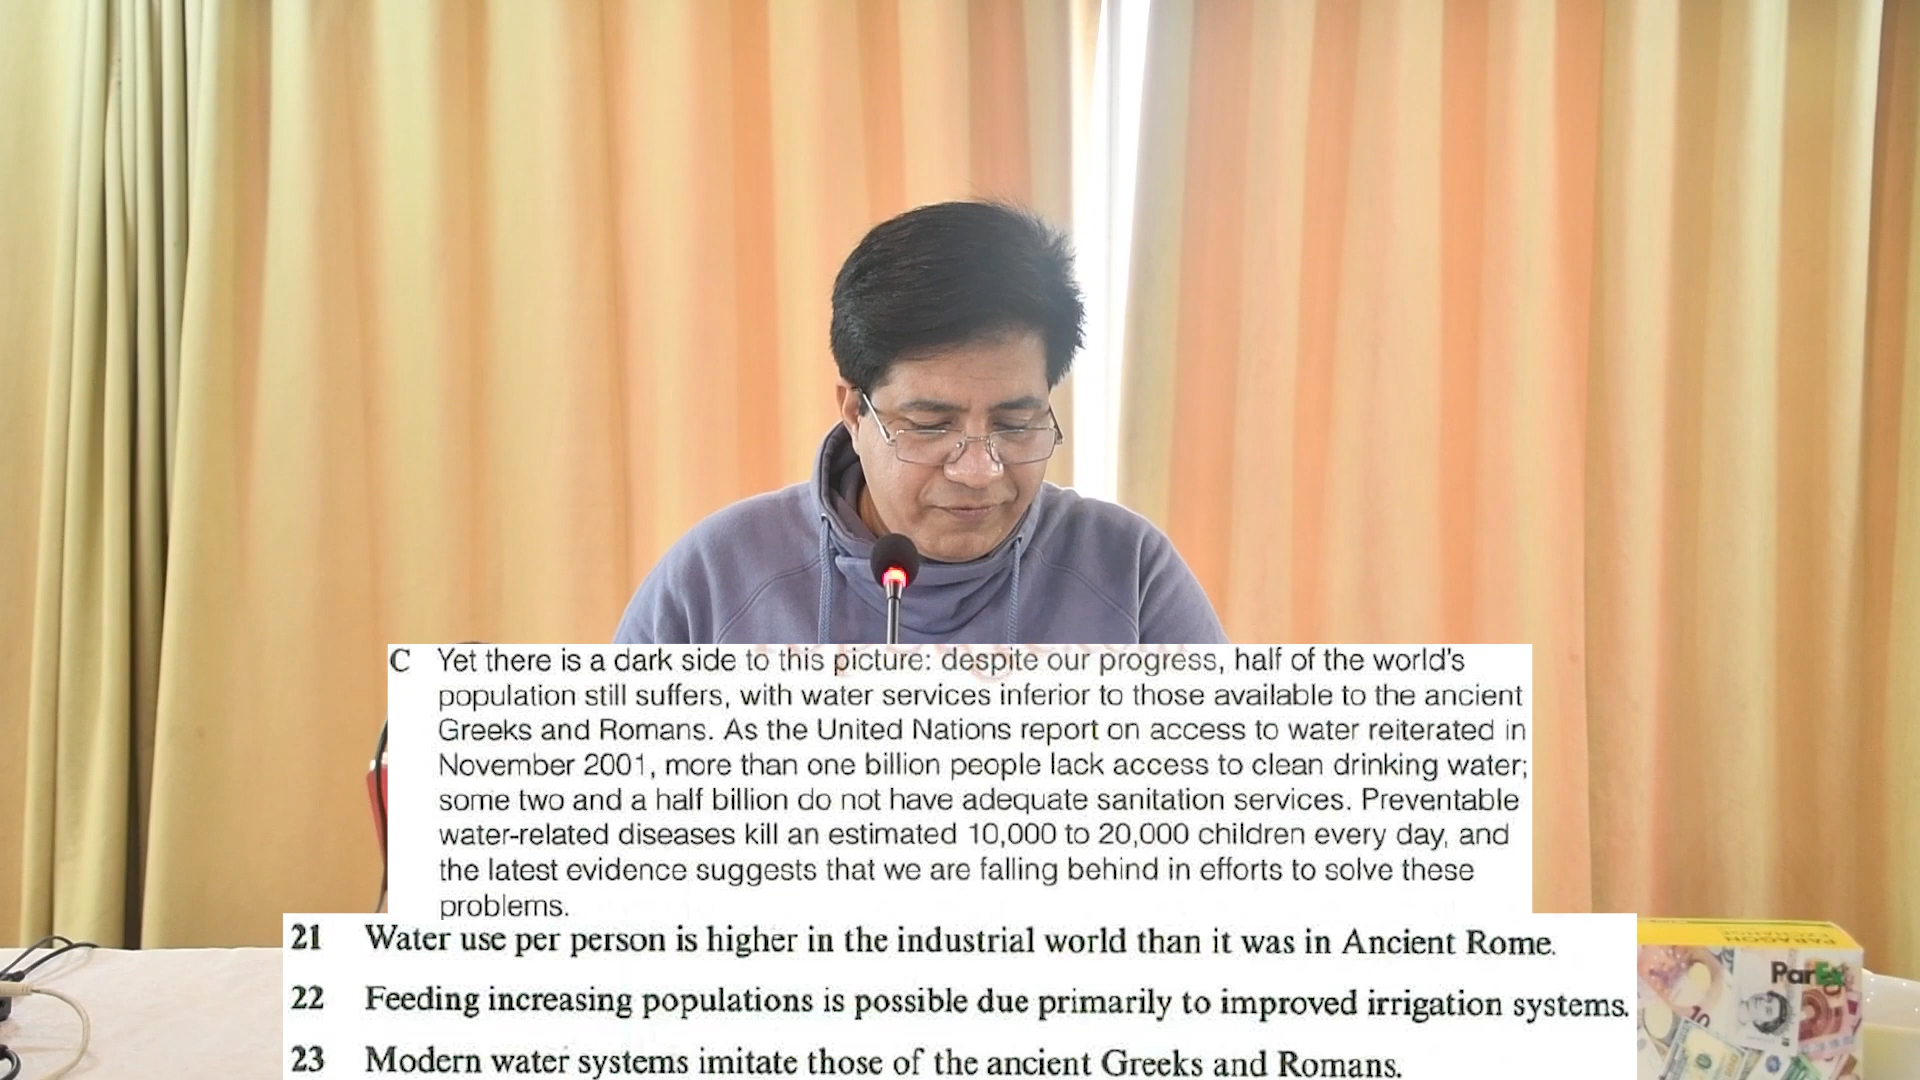 C Yet there is a dark side to this picture: despite our progress, half of the world's
population still suffers, with water services inferior to those available to the ancient
Greeks and Romans. As the United Nations report on access to water reiterated in
November 2001, more than one billion people lack access to clean drinking water;
some two and a half billion do not have adequate sanitation services. Preventable
water-related diseases kill an estimated 10,000 to 20,000 children every day, and
the latest evidence suggests that we are falling behind in efforts to solve these
problems.
21 Water use per person is higher in the industrial world than it was in Ancient Rome.
22 Feeding increasing populations is possible due primarily to improved irrigation systems.
23 Modern water systems imitate those of the ancient Greeks and Romans.
PARAGON
EXCHANGE
ParEx
10